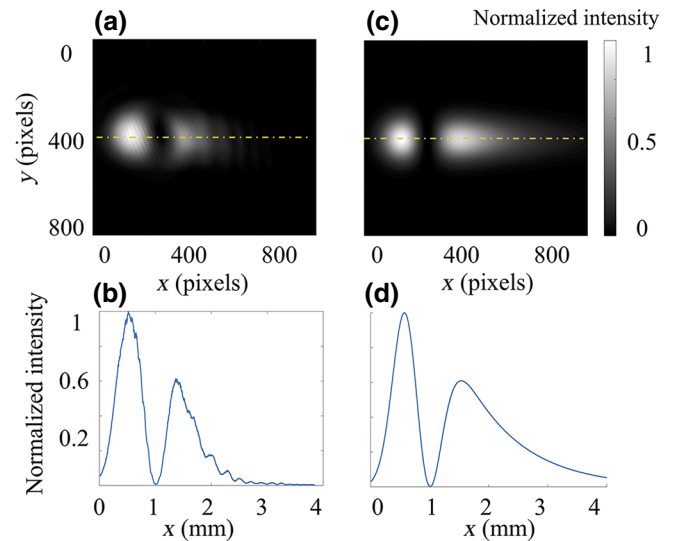 (a)
(c)
Normalized intensity
0
400
800
y (pixels)
1
0.5
0
0 400 800
x (pixels)
0 400 800
x (pixels)
(b)
(d)
Normalized intensity
1
0.6
0.2
0 1 2 3 4
x (mm)
0 1 2 3 4
x (mm)